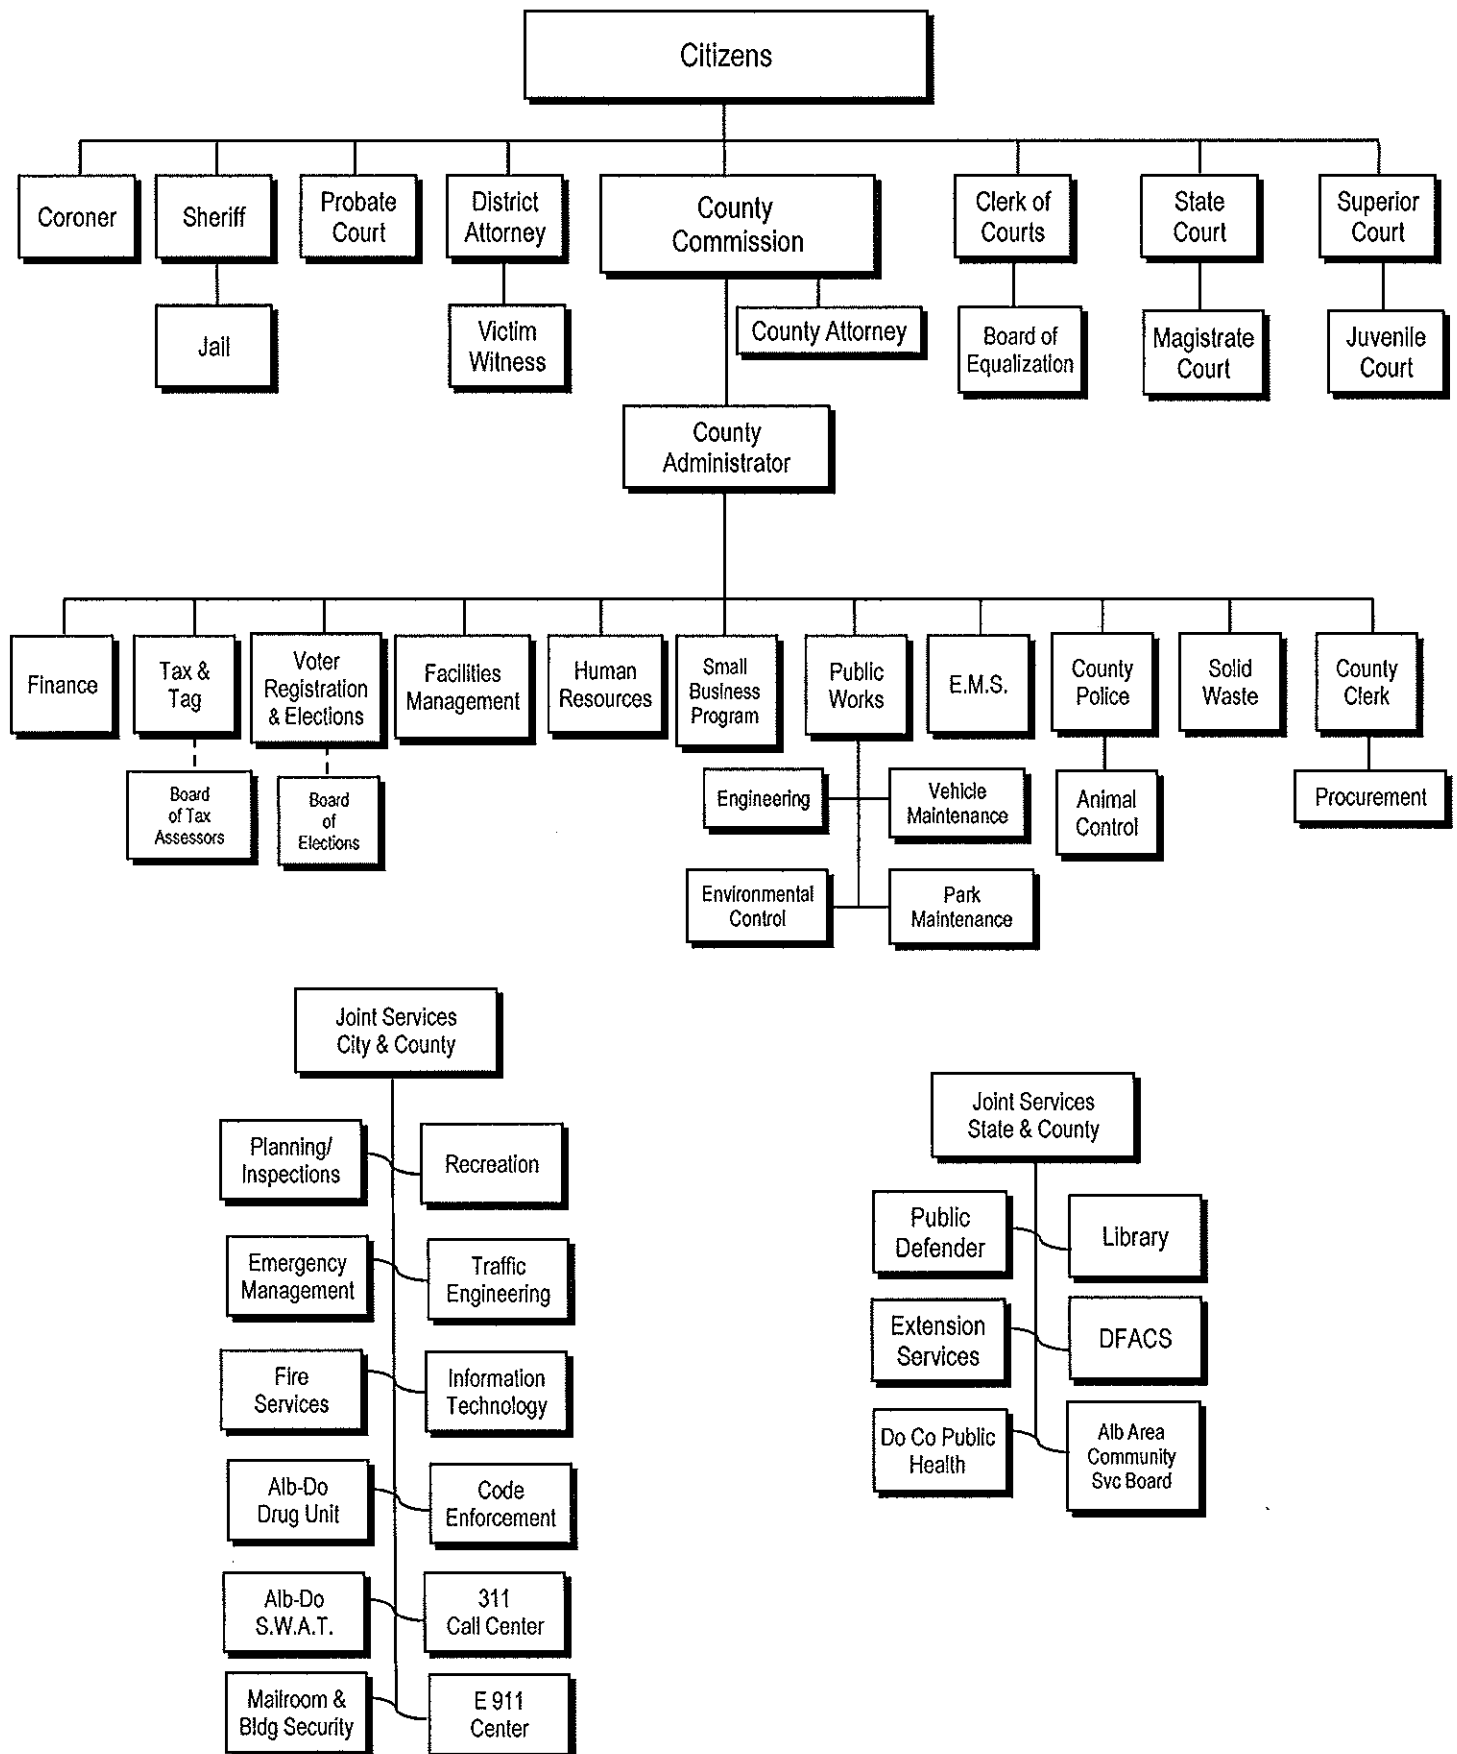 Citizens
Coroner
Sheriff
Probate
Court
District
Attorney
County
Commission
Clerk of
Courts
State
Court
Superior
Court
Jail
Victim
Witness
County Attorney
Board of
Equalization
Magistrate
Court
Juvenile
Court
County
Administrator
Finance
Tax &
Tag
Voter
Registration
& Elections
Facilities
Management
Human
Resources
Small
Business
Program
Public
Works
E.M.S.
County
Police
Solid
Waste
County
Clerk
Board
of Tax
Assessors
Board
of
Elections
Engineering
Vehicle
Maintenance
Animal
Control
Procurement
Environmental
Control
Park
Maintenance
Joint Services
City & County
Planning/
Inspections
Recreation
Emergency
Management
Traffic
Engineering
Fire
Services
Information
Technology
Alb-Do
Drug Unit
Code
Enforcement
Alb-Do
S.W.A.T.
311
Call Center
Mailroom &
Bldg Security
E 911
Center
Joint Services
State & County
Public
Defender
Library
Extension
Services
DFACS
Do Co Public
Health
Alb Area
Community
Svc Board